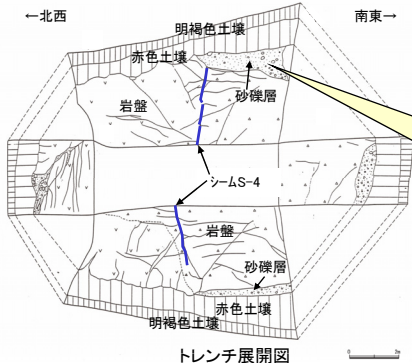 ←北西
南東→
明褐色土壌
赤色土壌
砂礫層
岩盤
シームS-4
岩盤
砂礫層
赤色土壌
明褐色土壌
トレンチ展開図
0 2m